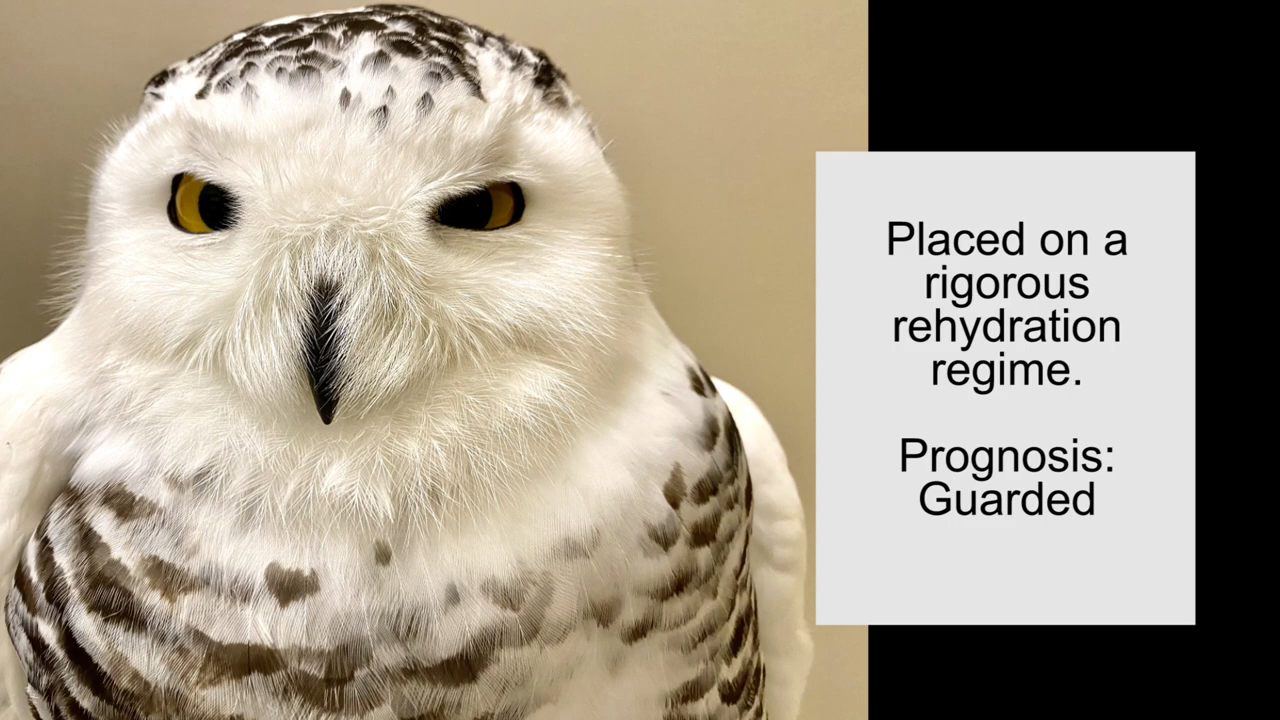 Placed on a
rigorous
rehydration
regime.
Prognosis:
Guarded